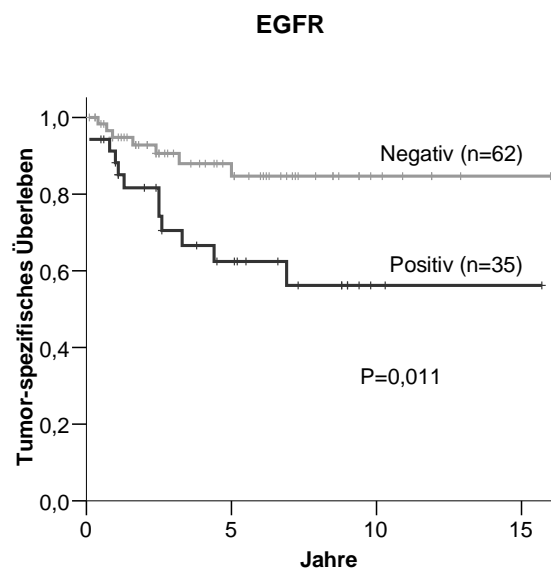 EGFR
Tumor-spezifisches Überleben
1,0
0,8
0,6
0,4
0,2
0,0
Negativ (n=62)
Positiv (n=35)
P=0,011
0
5
10
15
Jahre